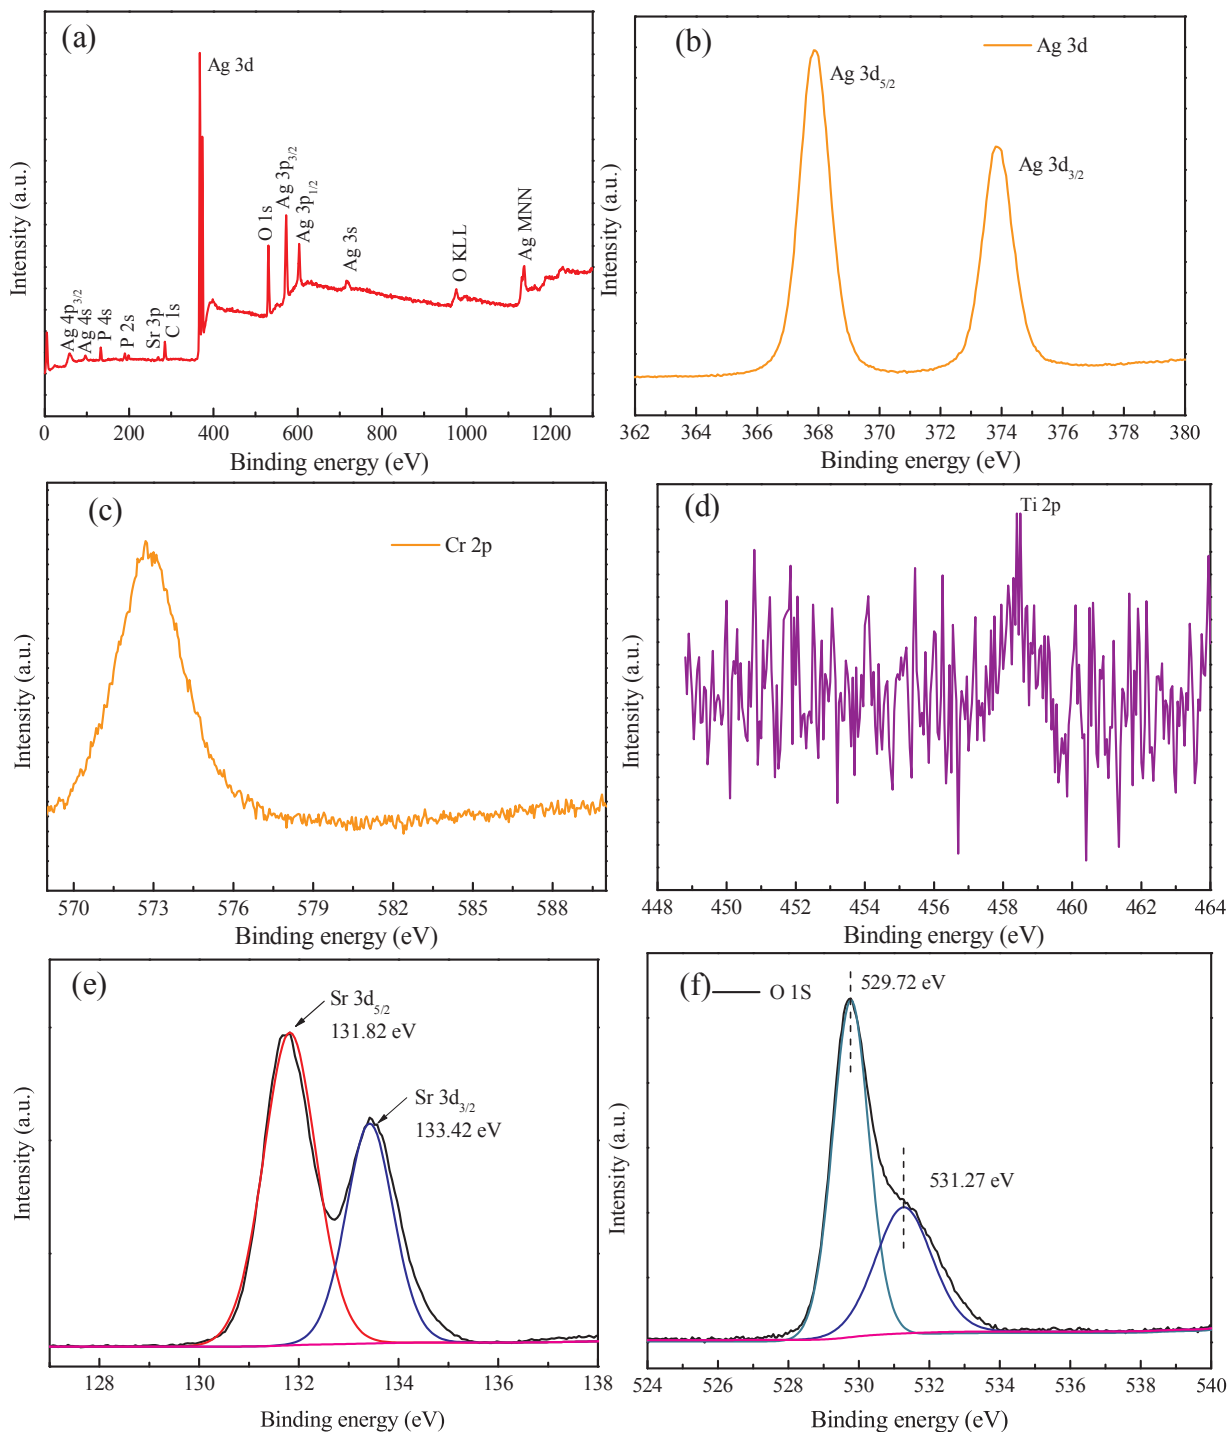 (a)
Ag 3d
Ag 4p3/2
Ag 4s
P 4s
P 2s
Sr 3p
C 1s
O 1s
Ag 3p3/2
Ag 3p1/2
Ag 3s
O KLL
Ag MNN
Intensity (a.u.)
0 200 400 600 800 1000 1200
Binding energy (eV)
(b)
Ag 3d
Ag 3d5/2
Ag 3d3/2
Intensity (a.u.)
362 364 366 368 370 372 374 376 378 380
Binding energy (eV)
(c)
Cr 2p
Intensity (a.u.)
570 573 576 579 582 585 588
Binding energy (eV)
(d)
Ti 2p
Intensity (a.u.)
448 450 452 454 456 458 460 462 464
Binding energy (eV)
(e)
Sr 3d5/2
131.82 eV
Sr 3d3/2
133.42 eV
Intensity (a.u.)
128 130 132 134 136 138
Binding energy (eV)
(f)
O 1S
529.72 eV
531.27 eV
Intensity (a.u.)
524 526 528 530 532 534 536 538 540
Binding energy (eV)